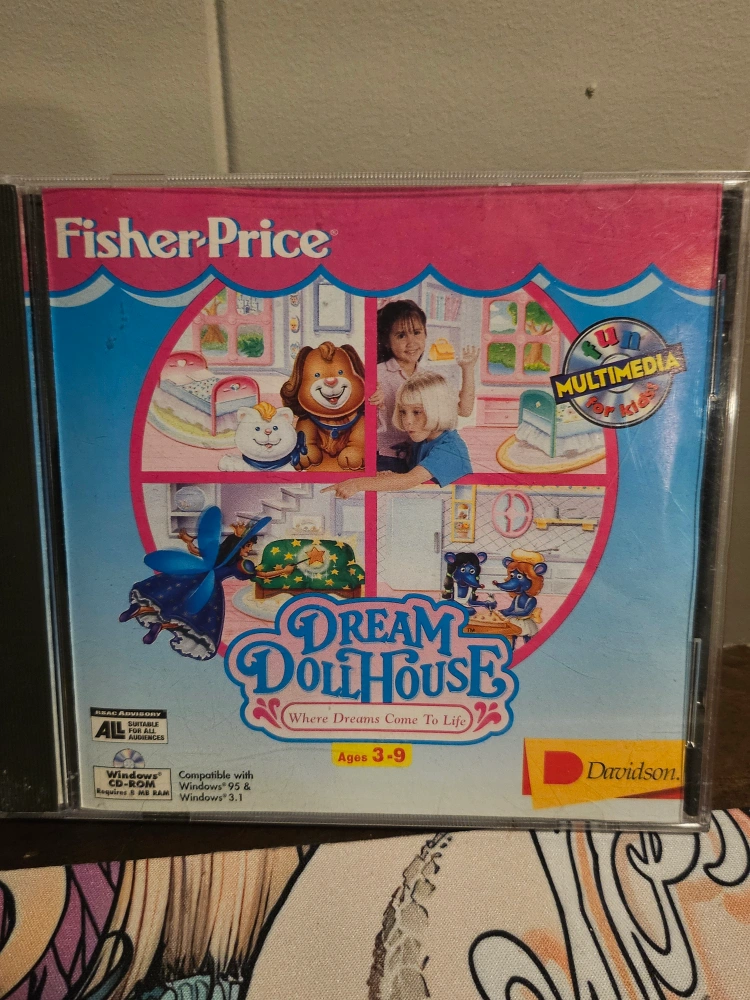 Fisher-Price®
fun
MULTIMEDIA
for kids!
DREAM
DOLLHOUSE™
Where Dreams Come To Life
Ages 3-9
RSAC ADVISORY
ALL SUITABLE
FOR ALL
AUDIENCES
Windows®
CD-ROM
Requires 8 MB RAM
Compatible with
Windows® 95 &
Windows® 3.1
Davidson.